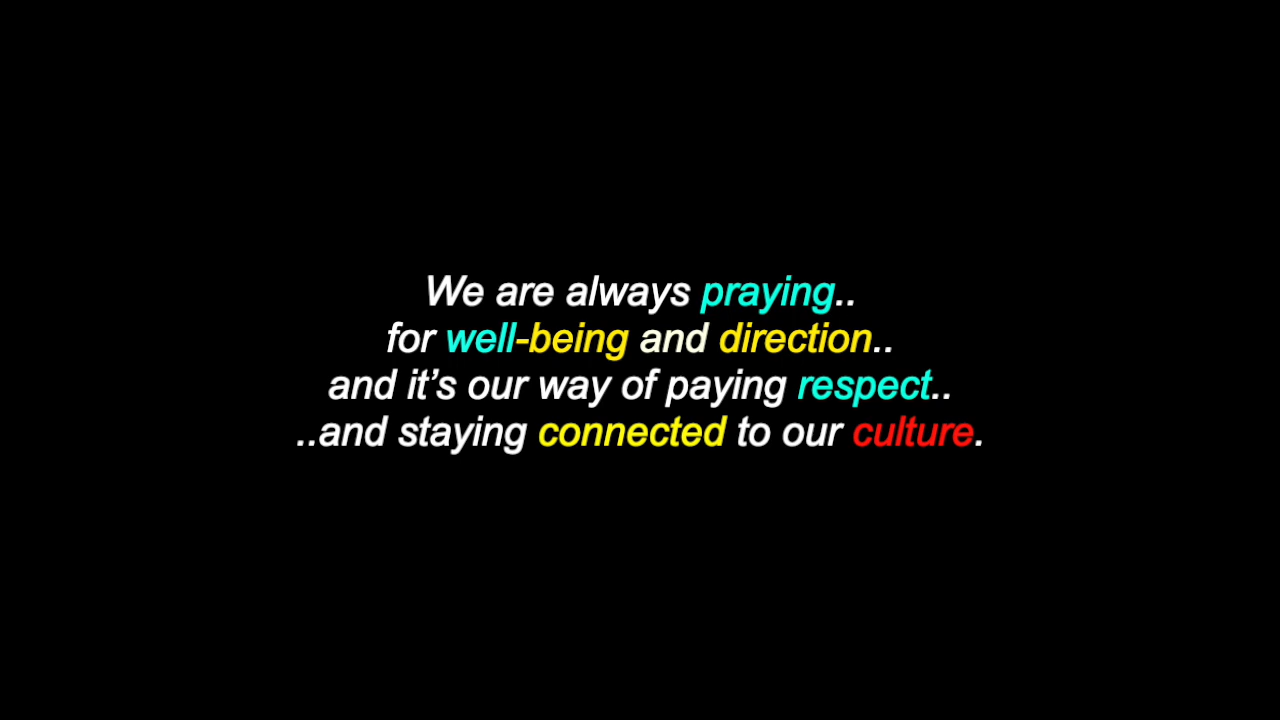 We are always praying..
for well-being and direction..
and it’s our way of paying respect..
..and staying connected to our culture.